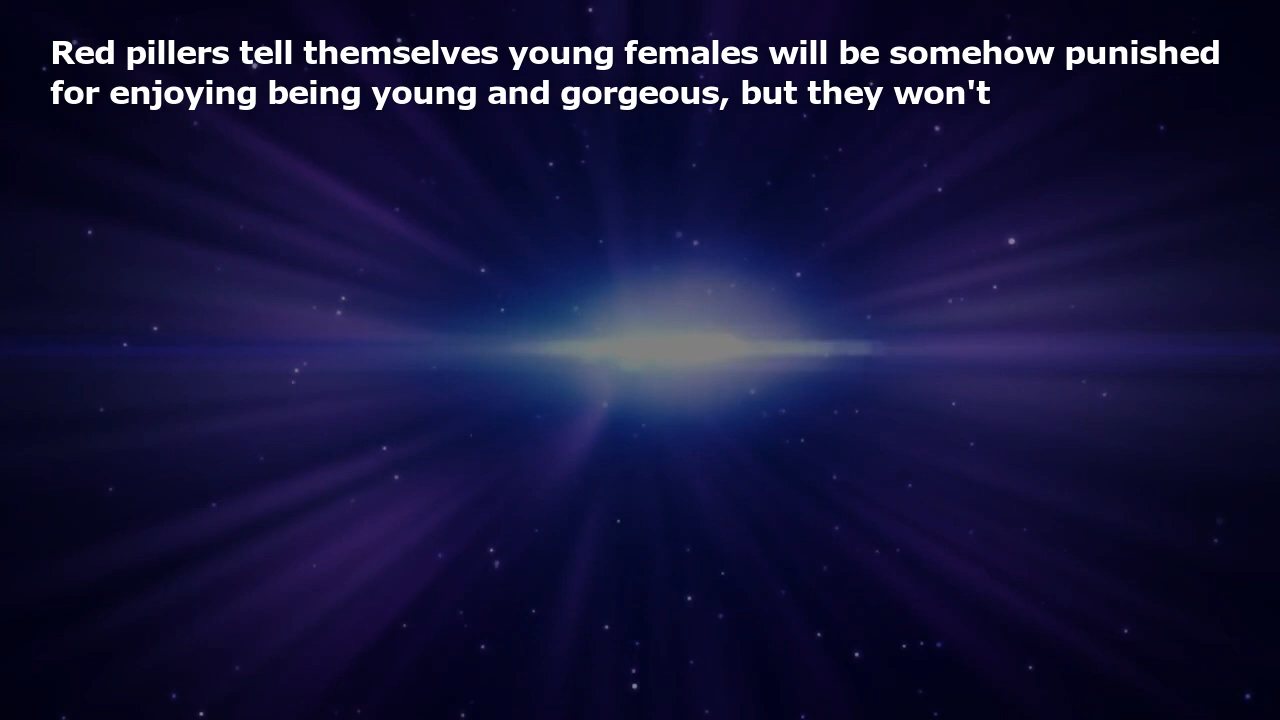 Red pillers tell themselves young females will be somehow punished
for enjoying being young and gorgeous, but they won't